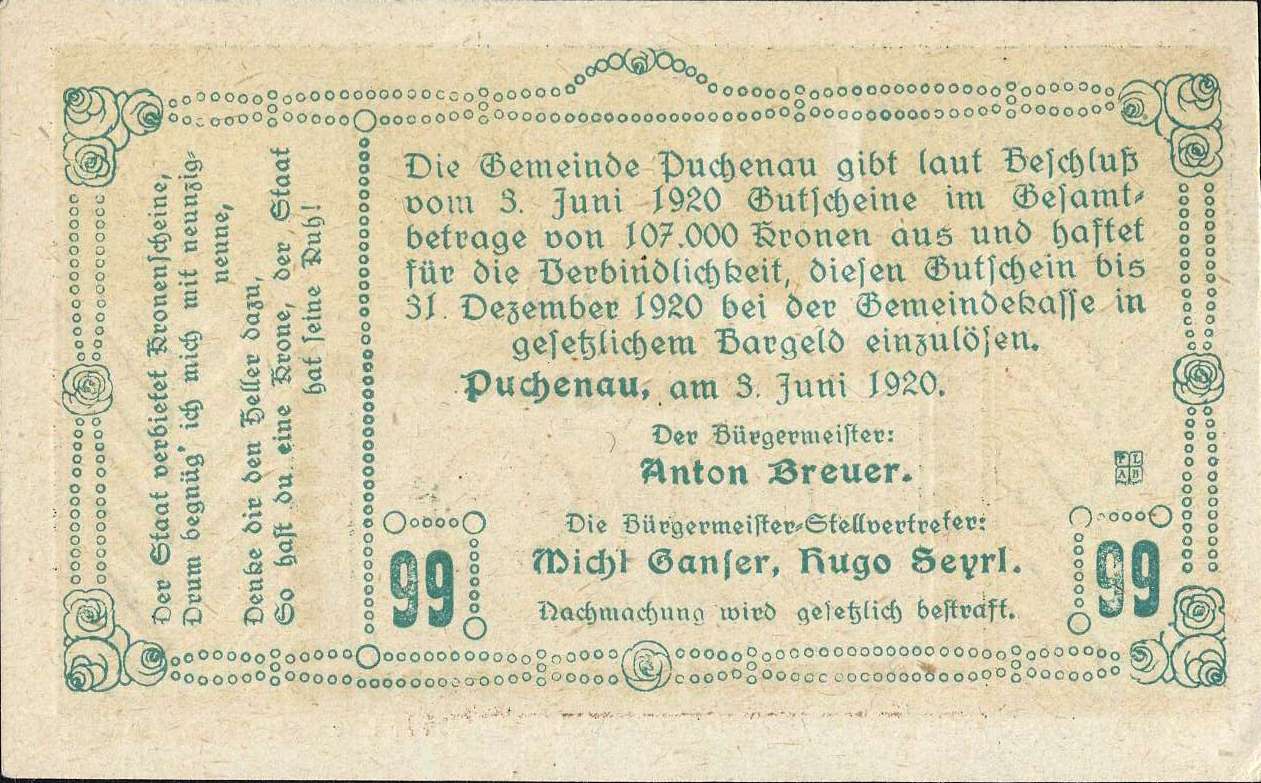 Der Staat verbietet Kronenscheine,
Drum begnüg' ich mich mit neunzig-
neune,
Denke dir den Heller dazu,
So hast du eine Krone, der Staat
hat seine Ruh!
Die Gemeinde Puchenau gibt laut Beschluß
vom 3. Juni 1920 Gutscheine im Gesamt-
betrage von 107.000 Kronen aus und haftet
für die Verbindlichkeit, diesen Gutschein bis
31. Dezember 1920 bei der Gemeindekasse in
gesetzlichem Bargeld einzulösen.
Puchenau, am 3. Juni 1920.
Der Bürgermeister:
Anton Breuer.
Die Bürgermeister-Stellvertreter:
Michl Ganser, Hugo Seyrl.
Nachmachung wird gesetzlich bestraft.
99
99